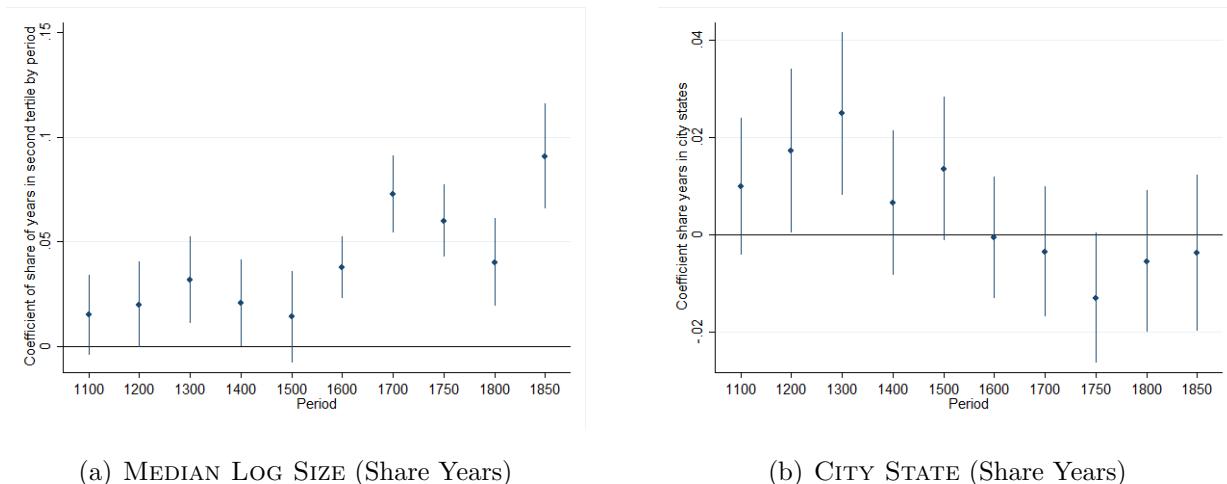 Coefficient of share of years in second tertile by period
.15
.1
.05
0
1100 1200 1300 1400 1500 1600 1700 1750 1800 1850
Period
(a) MEDIAN LOG SIZE (Share Years)
Coefficient share years in city states
.04
.02
0
-.02
1100 1200 1300 1400 1500 1600 1700 1750 1800 1850
Period
(b) CITY STATE (Share Years)